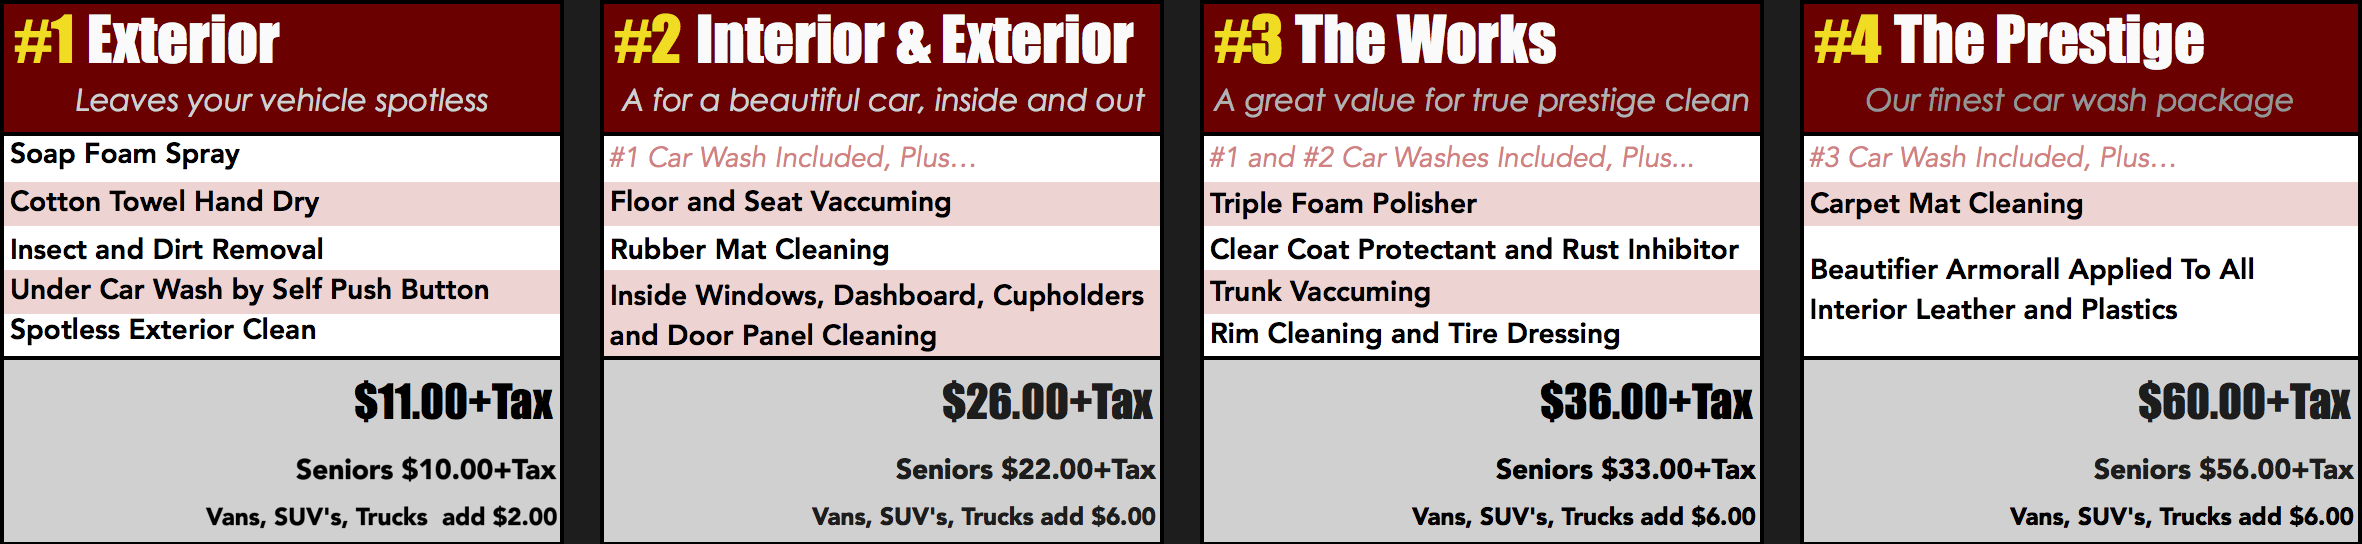 #1 Exterior
Leaves your vehicle spotless
Soap Foam Spray
Cotton Towel Hand Dry
Insect and Dirt Removal
Under Car Wash by Self Push Button
Spotless Exterior Clean
$11.00+Tax
Seniors $10.00+Tax
Vans, SUV's, Trucks  add $2.00
#2 Interior & Exterior
A for a beautiful car, inside and out
#1 Car Wash Included, Plus…
Floor and Seat Vaccuming
Rubber Mat Cleaning
Inside Windows, Dashboard, Cupholders
and Door Panel Cleaning
$26.00+Tax
Seniors $22.00+Tax
Vans, SUV's, Trucks add $6.00
#3 The Works
A great value for true prestige clean
#1 and #2 Car Washes Included, Plus...
Triple Foam Polisher
Clear Coat Protectant and Rust Inhibitor
Trunk Vaccuming
Rim Cleaning and Tire Dressing
$36.00+Tax
Seniors $33.00+Tax
Vans, SUV's, Trucks add $6.00
#4 The Prestige
Our finest car wash package
#3 Car Wash Included, Plus…
Carpet Mat Cleaning
Beautifier Armorall Applied To All
Interior Leather and Plastics
$60.00+Tax
Seniors $56.00+Tax
Vans, SUV's, Trucks add $6.00